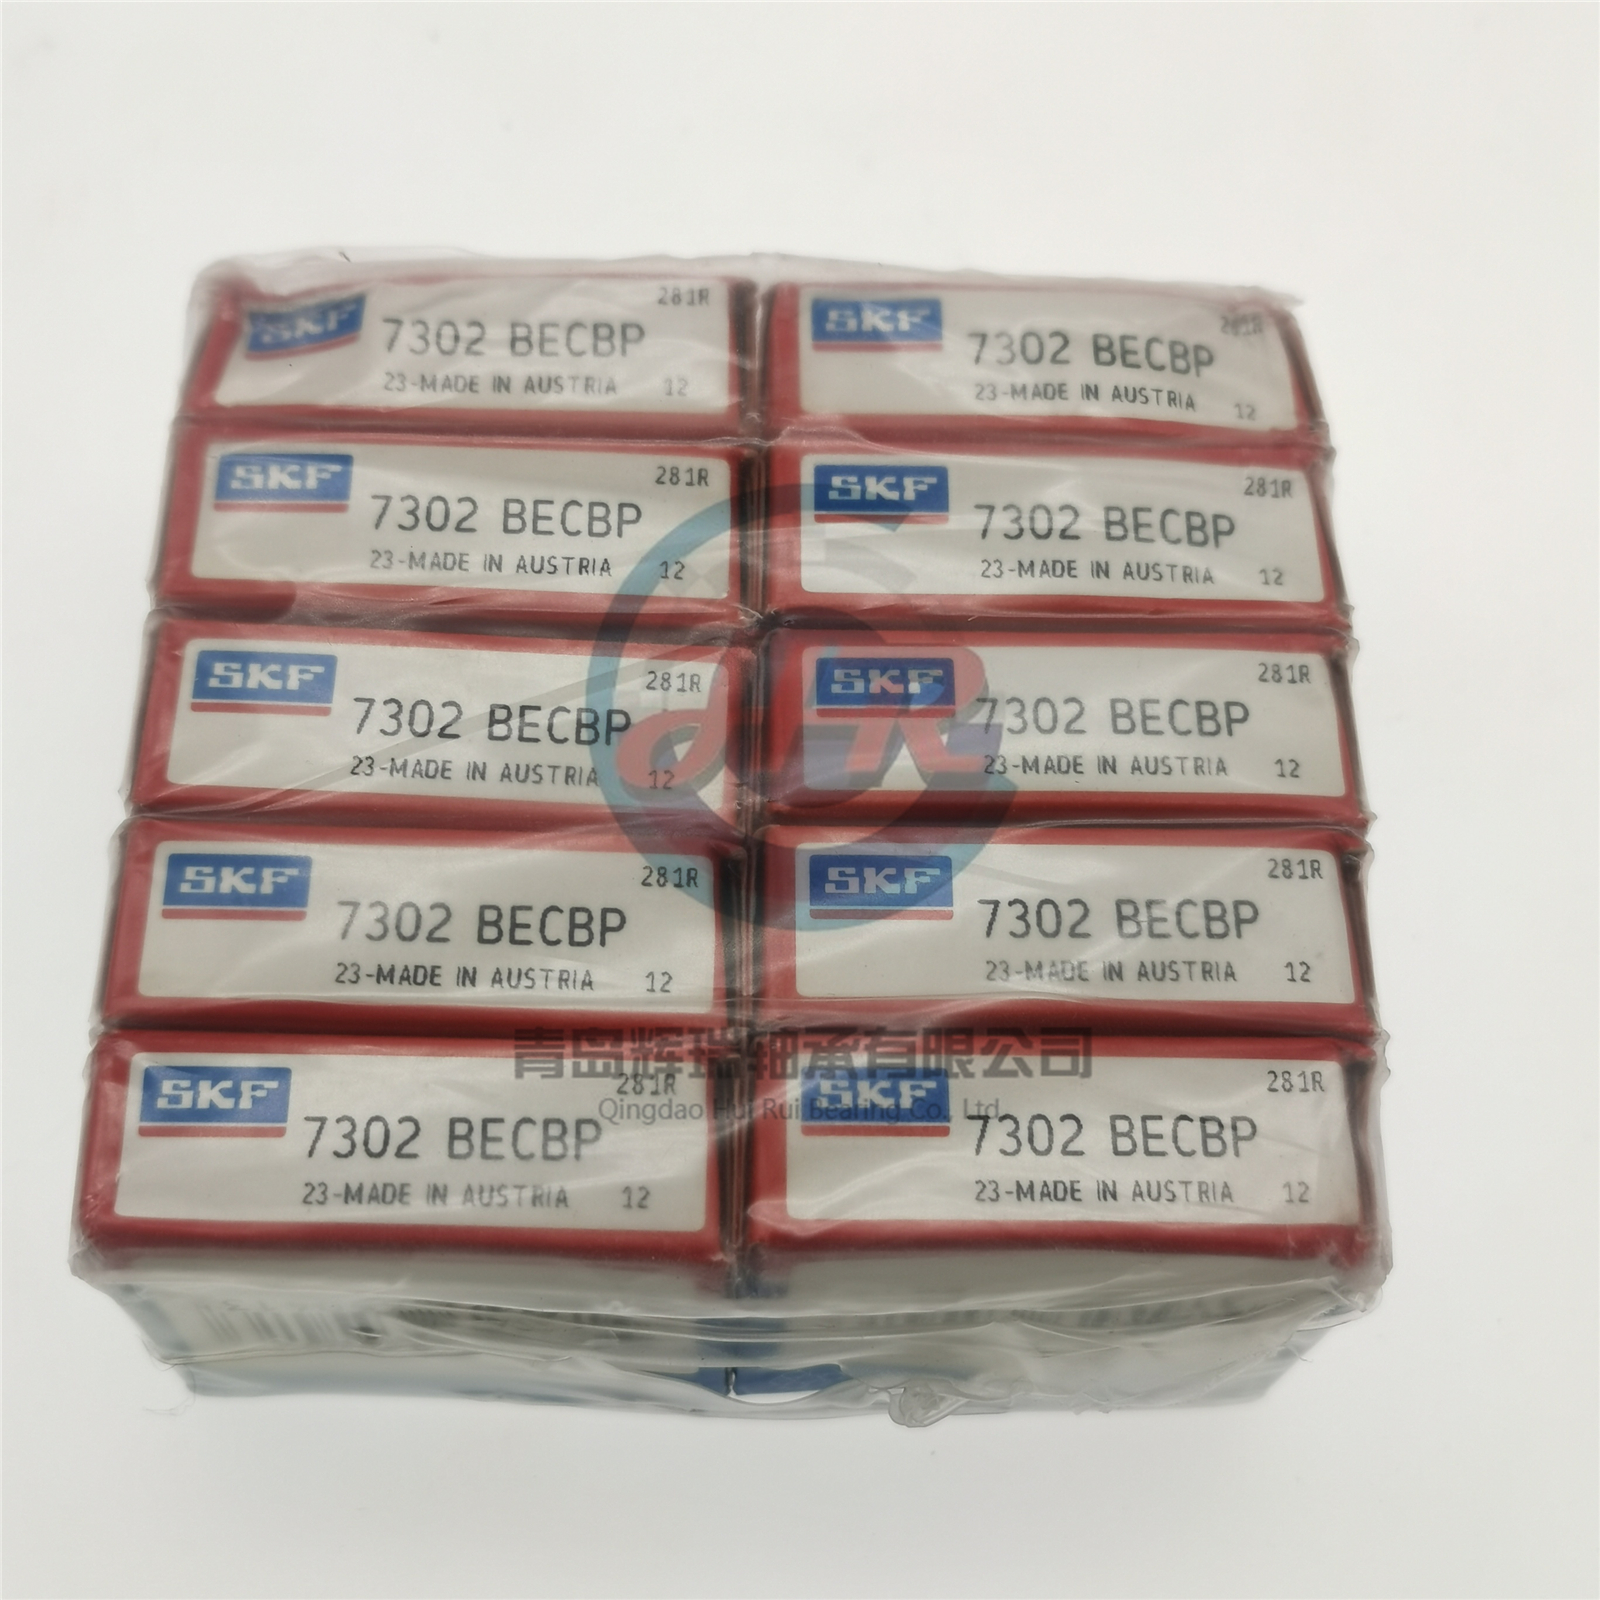 281R
SKF
7302 BECBP
23-MADE IN AUSTRIA 12
281R
SKF
7302 BECBP
23-MADE IN AUSTRIA 12
281R
SKF
7302 BECBP
23-MADE IN AUSTRIA 12
281R
SKF
7302 BECBP
23-MADE IN AUSTRIA 12
281R
SKF
7302 BECBP
23-MADE IN AUSTRIA 12
281R
SKF
7302 BECBP
23-MADE IN AUSTRIA 12
281R
SKF
7302 BECBP
23-MADE IN AUSTRIA 12
281R
SKF
7302 BECBP
23-MADE IN AUSTRIA 12
青岛辉瑞轴承有限公司
Qingdao Hui Rui Bearing Co., Ltd
281R
SKF
7302 BECBP
23-MADE IN AUSTRIA 12
281R
SKF
7302 BECBP
23-MADE IN AUSTRIA 12